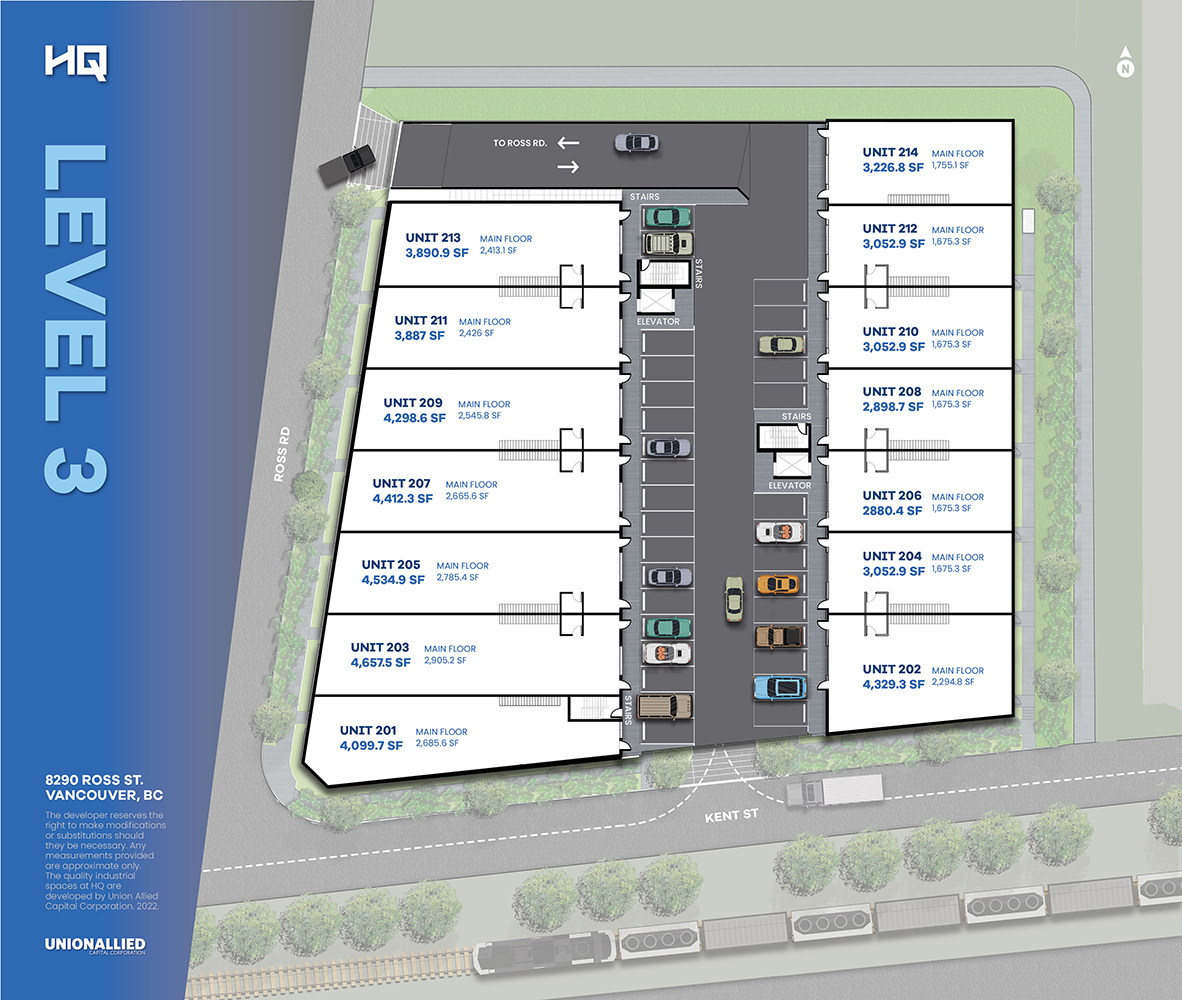 HQ
LEVEL 3
8290 ROSS ST.
VANCOUVER, BC
The developer reserves the
right to make modifications
or substitutions should
they be necessary. Any
measurements provided
are approximate only.
The quality industrial
spaces at HQ are
developed by Union Allied
Capital Corporation. 2022.
UNIONALLIED
CAPITAL CORPORATION
N
TO ROSS RD.
STAIRS
UNIT 213
3,890.9 SF
MAIN FLOOR
2,413.1 SF
UNIT 211
3,887 SF
MAIN FLOOR
2,426 SF
UNIT 209
4,298.6 SF
MAIN FLOOR
2,545.8 SF
UNIT 207
4,412.3 SF
MAIN FLOOR
2,665.6 SF
UNIT 205
4,534.9 SF
MAIN FLOOR
2,785.4 SF
UNIT 203
4,657.5 SF
MAIN FLOOR
2,905.2 SF
UNIT 201
4,099.7 SF
MAIN FLOOR
2,685.6 SF
STAIRS
STAIRS
ELEVATOR
STAIRS
ELEVATOR
UNIT 214
3,226.8 SF
MAIN FLOOR
1,755.1 SF
UNIT 212
3,052.9 SF
MAIN FLOOR
1,675.3 SF
UNIT 210
3,052.9 SF
MAIN FLOOR
1,675.3 SF
UNIT 208
2,898.7 SF
MAIN FLOOR
1,675.3 SF
UNIT 206
2880.4 SF
MAIN FLOOR
1,675.3 SF
UNIT 204
3,052.9 SF
MAIN FLOOR
1,675.3 SF
UNIT 202
4,329.3 SF
MAIN FLOOR
2,294.8 SF
ROSS RD
KENT ST